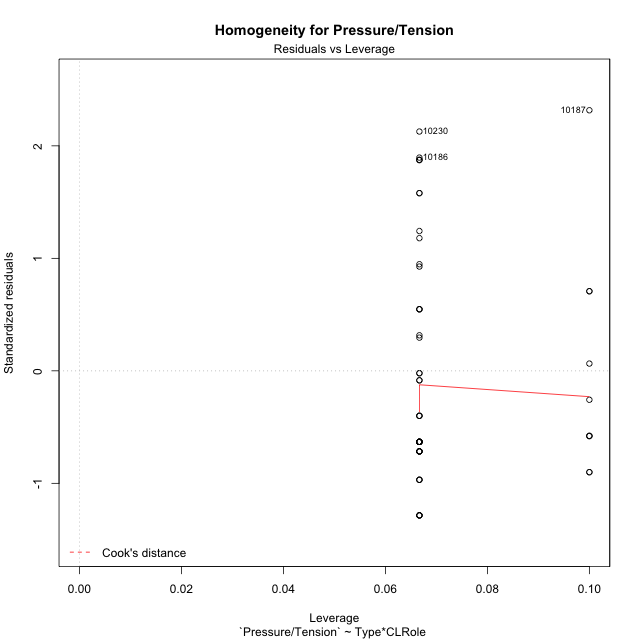 Homogeneity for Pressure/Tension
Residuals vs Leverage
10187
10230
10186
2
1
0
-1
Standardized residuals
Cook's distance
0.00 0.02 0.04 0.06 0.08 0.10
Leverage
`Pressure/Tension` ~ Type*CLRole